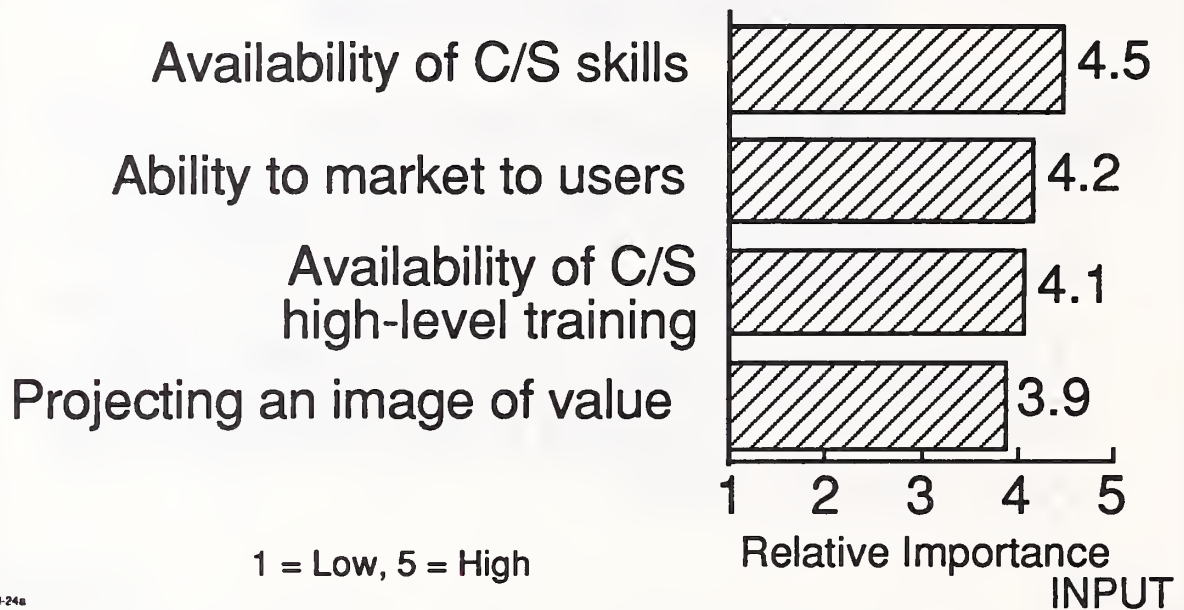 Availability of C/S skills 4.5
Ability to market to users 4.2
Availability of C/S
high-level training 4.1
Projecting an image of value 3.9
1 2 3 4 5
Relative Importance
1 = Low, 5 = High
INPUT